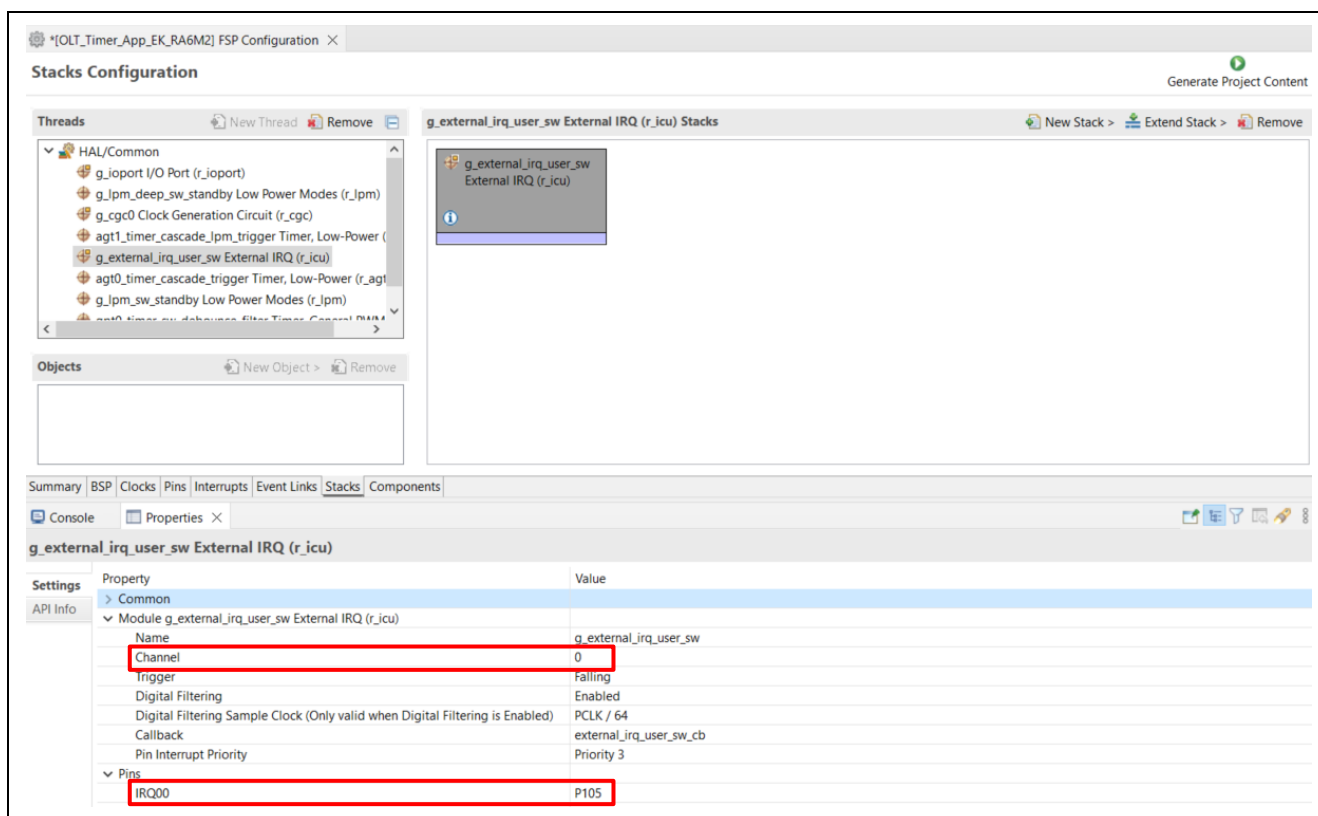 *[OLT_Timer_App_EK_RA6M2] FSP Configuration
Stacks Configuration
Generate Project Content
Threads New Thread Remove
g_external_irq_user_sw External IRQ (r_icu) Stacks New Stack > Extend Stack > Remove
HAL/Common
g_ioport I/O Port (r_ioport)
g_lpm_deep_sw_standby Low Power Modes (r_lpm)
g_cgc0 Clock Generation Circuit (r_cgc)
agt1_timer_cascade_lpm_trigger Timer, Low-Power (
g_external_irq_user_sw External IRQ (r_icu)
agt0_timer_cascade_trigger Timer, Low-Power (r_agt
g_lpm_sw_standby Low Power Modes (r_lpm)
gpt0_timer_sw_debounce_filter Timer, General PWM
g_external_irq_user_sw
External IRQ (r_icu)
Objects New Object > Remove
Summary BSP Clocks Pins Interrupts Event Links Stacks Components
Console Properties
g_external_irq_user_sw External IRQ (r_icu)
Settings
API Info
Property Value
Common
Module g_external_irq_user_sw External IRQ (r_icu)
Name g_external_irq_user_sw
Channel 0
Trigger Falling
Digital Filtering Enabled
Digital Filtering Sample Clock (Only valid when Digital Filtering is Enabled) PCLK / 64
Callback external_irq_user_sw_cb
Pin Interrupt Priority Priority 3
Pins
IRQ00 P105